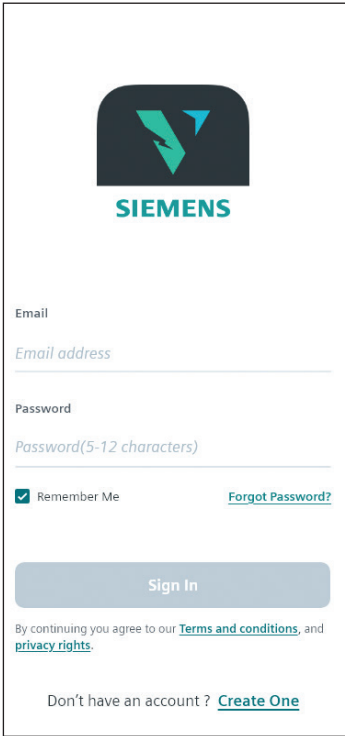 SIEMENS
Email
Email address
Password
Password(5-12 characters)
Remember Me
Forgot Password?
Sign In
By continuing you agree to our Terms and conditions, and
privacy rights.
Don't have an account ? Create One